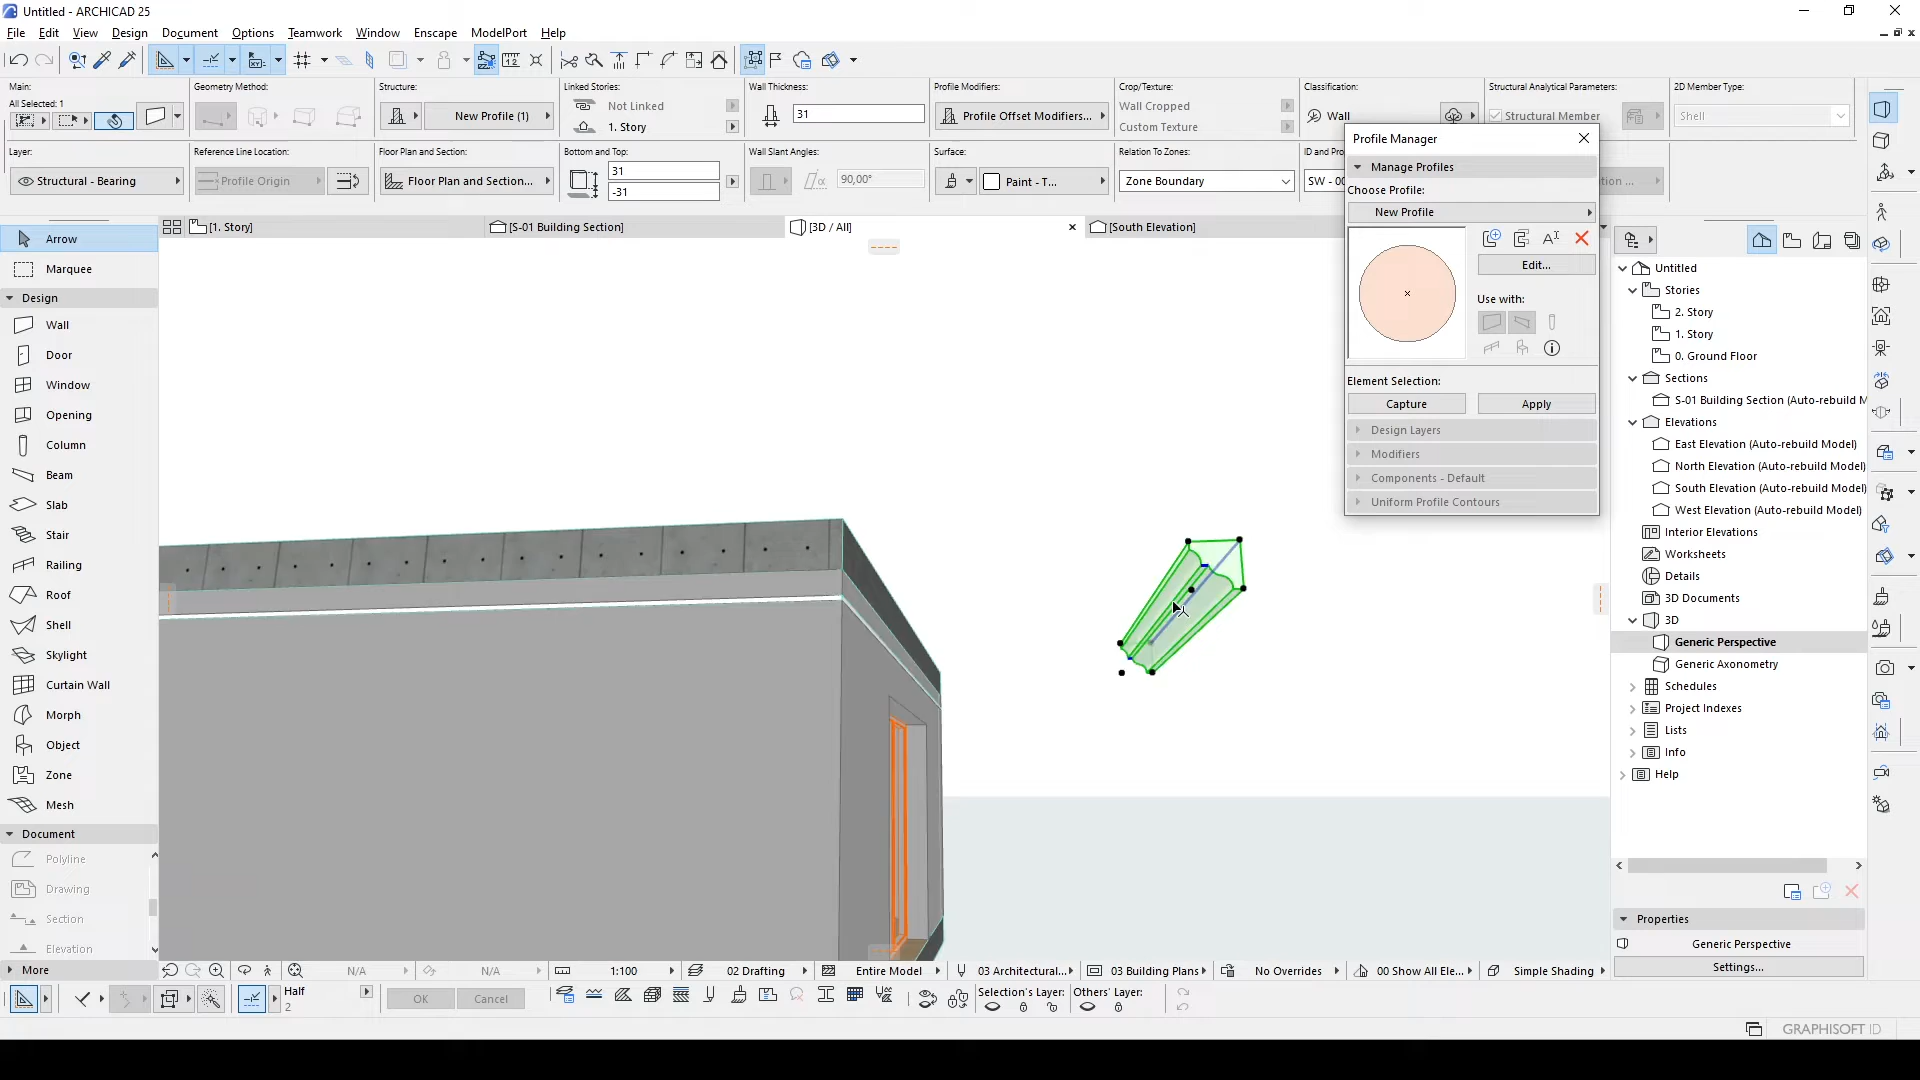 Untitled - ARCHICAD 25
File Edit View Design Document Options Teamwork Window Enscape ModelPort Help
Main:
All Selected: 1
Geometry Method:
Structure:
New Profile (1)
Linked Stories:
Not Linked
1. Story
Wall Thickness:
31
Profile Modifiers:
Profile Offset Modifiers...
Crop/Texture:
Wall Cropped
Custom Texture
Classification:
Wall
Structural Analytical Parameters:
Structural Member
2D Member Type:
Shell
Layer:
Structural - Bearing
Reference Line Location:
Profile Origin
Floor Plan and Section:
Floor Plan and Section...
Bottom and Top:
31
-31
Wall Slant Angles:
90,00°
Surface:
Paint - T...
Relation To Zones:
Zone Boundary
ID and Pro
SW - 00
[1. Story]
[S-01 Building Section]
[3D / All]
[South Elevation]
Arrow
Marquee
Design
Wall
Door
Window
Opening
Column
Beam
Slab
Stair
Railing
Roof
Shell
Skylight
Curtain Wall
Morph
Object
Zone
Mesh
Document
Polyline
Drawing
Section
Elevation
More
Profile Manager
Manage Profiles
Choose Profile:
New Profile
Edit...
Use with:
Element Selection:
Capture
Apply
Design Layers
Modifiers
Components - Default
Uniform Profile Contours
Untitled
Stories
2. Story
1. Story
0. Ground Floor
Sections
S-01 Building Section (Auto-rebuild M
Elevations
East Elevation (Auto-rebuild Model)
North Elevation (Auto-rebuild Model)
South Elevation (Auto-rebuild Model)
West Elevation (Auto-rebuild Model)
Interior Elevations
Worksheets
Details
3D Documents
3D
Generic Perspective
Generic Axonometry
Schedules
Project Indexes
Lists
Info
Help
Properties
Generic Perspective
Settings...
N/A
N/A
1:100
02 Drafting
Entire Model
03 Architectural...
03 Building Plans
No Overrides
00 Show All Ele...
Simple Shading
Half
2
OK
Cancel
Selection's Layer:
Others' Layer:
GRAPHISOFT ID